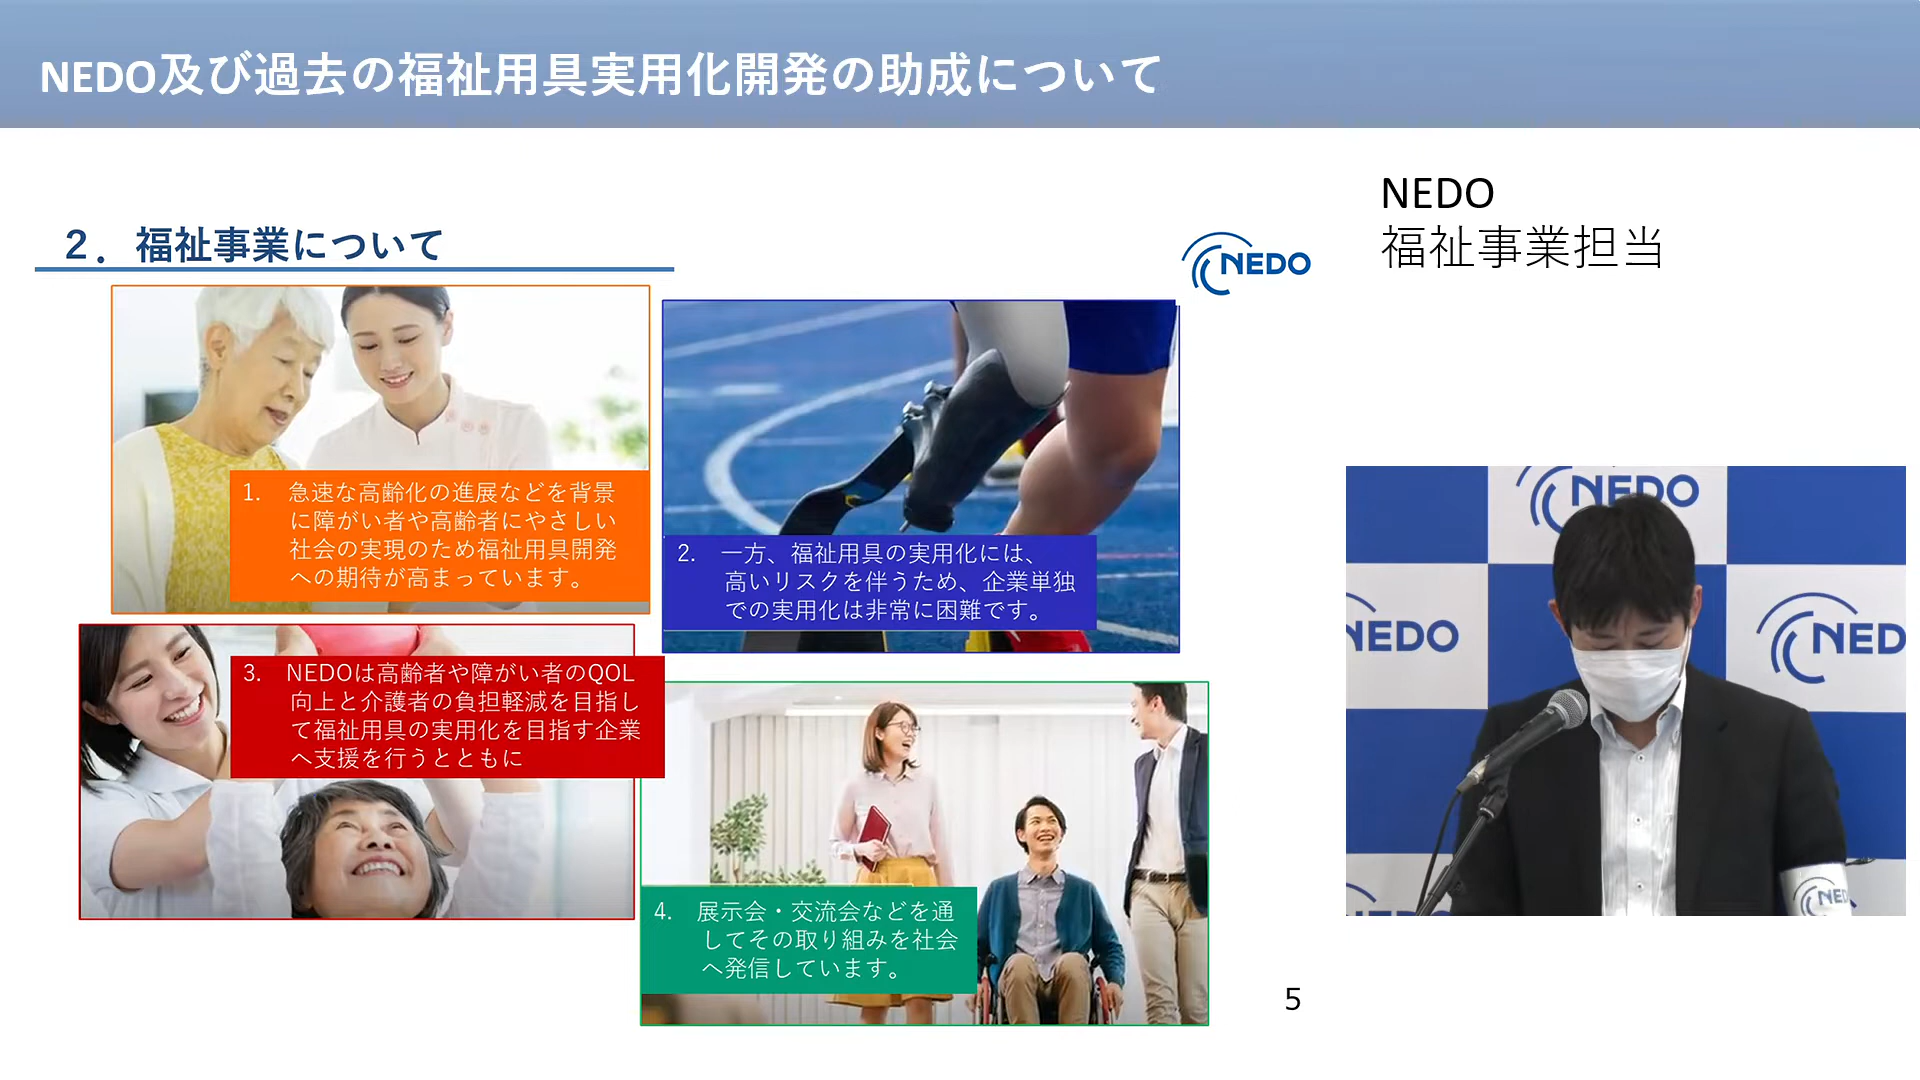 NEDO及び過去の福祉用具実用化開発の助成について
NEDO
福祉事業担当
2．福祉事業について
NEDO
1. 急速な高齢化の進展などを背景
に障がい者や高齢者にやさしい
社会の実現のため福祉用具開発
への期待が高まっています。
2. 一方、福祉用具の実用化には、
高いリスクを伴うため、企業単独
での実用化は非常に困難です。
3. NEDOは高齢者や障がい者のQOL
向上と介護者の負担軽減を目指し
て福祉用具の実用化を目指す企業
へ支援を行うとともに
4. 展示会・交流会などを通
してその取り組みを社会
へ発信しています。
5
NEDO
NEDO
NED
NED
NEDO